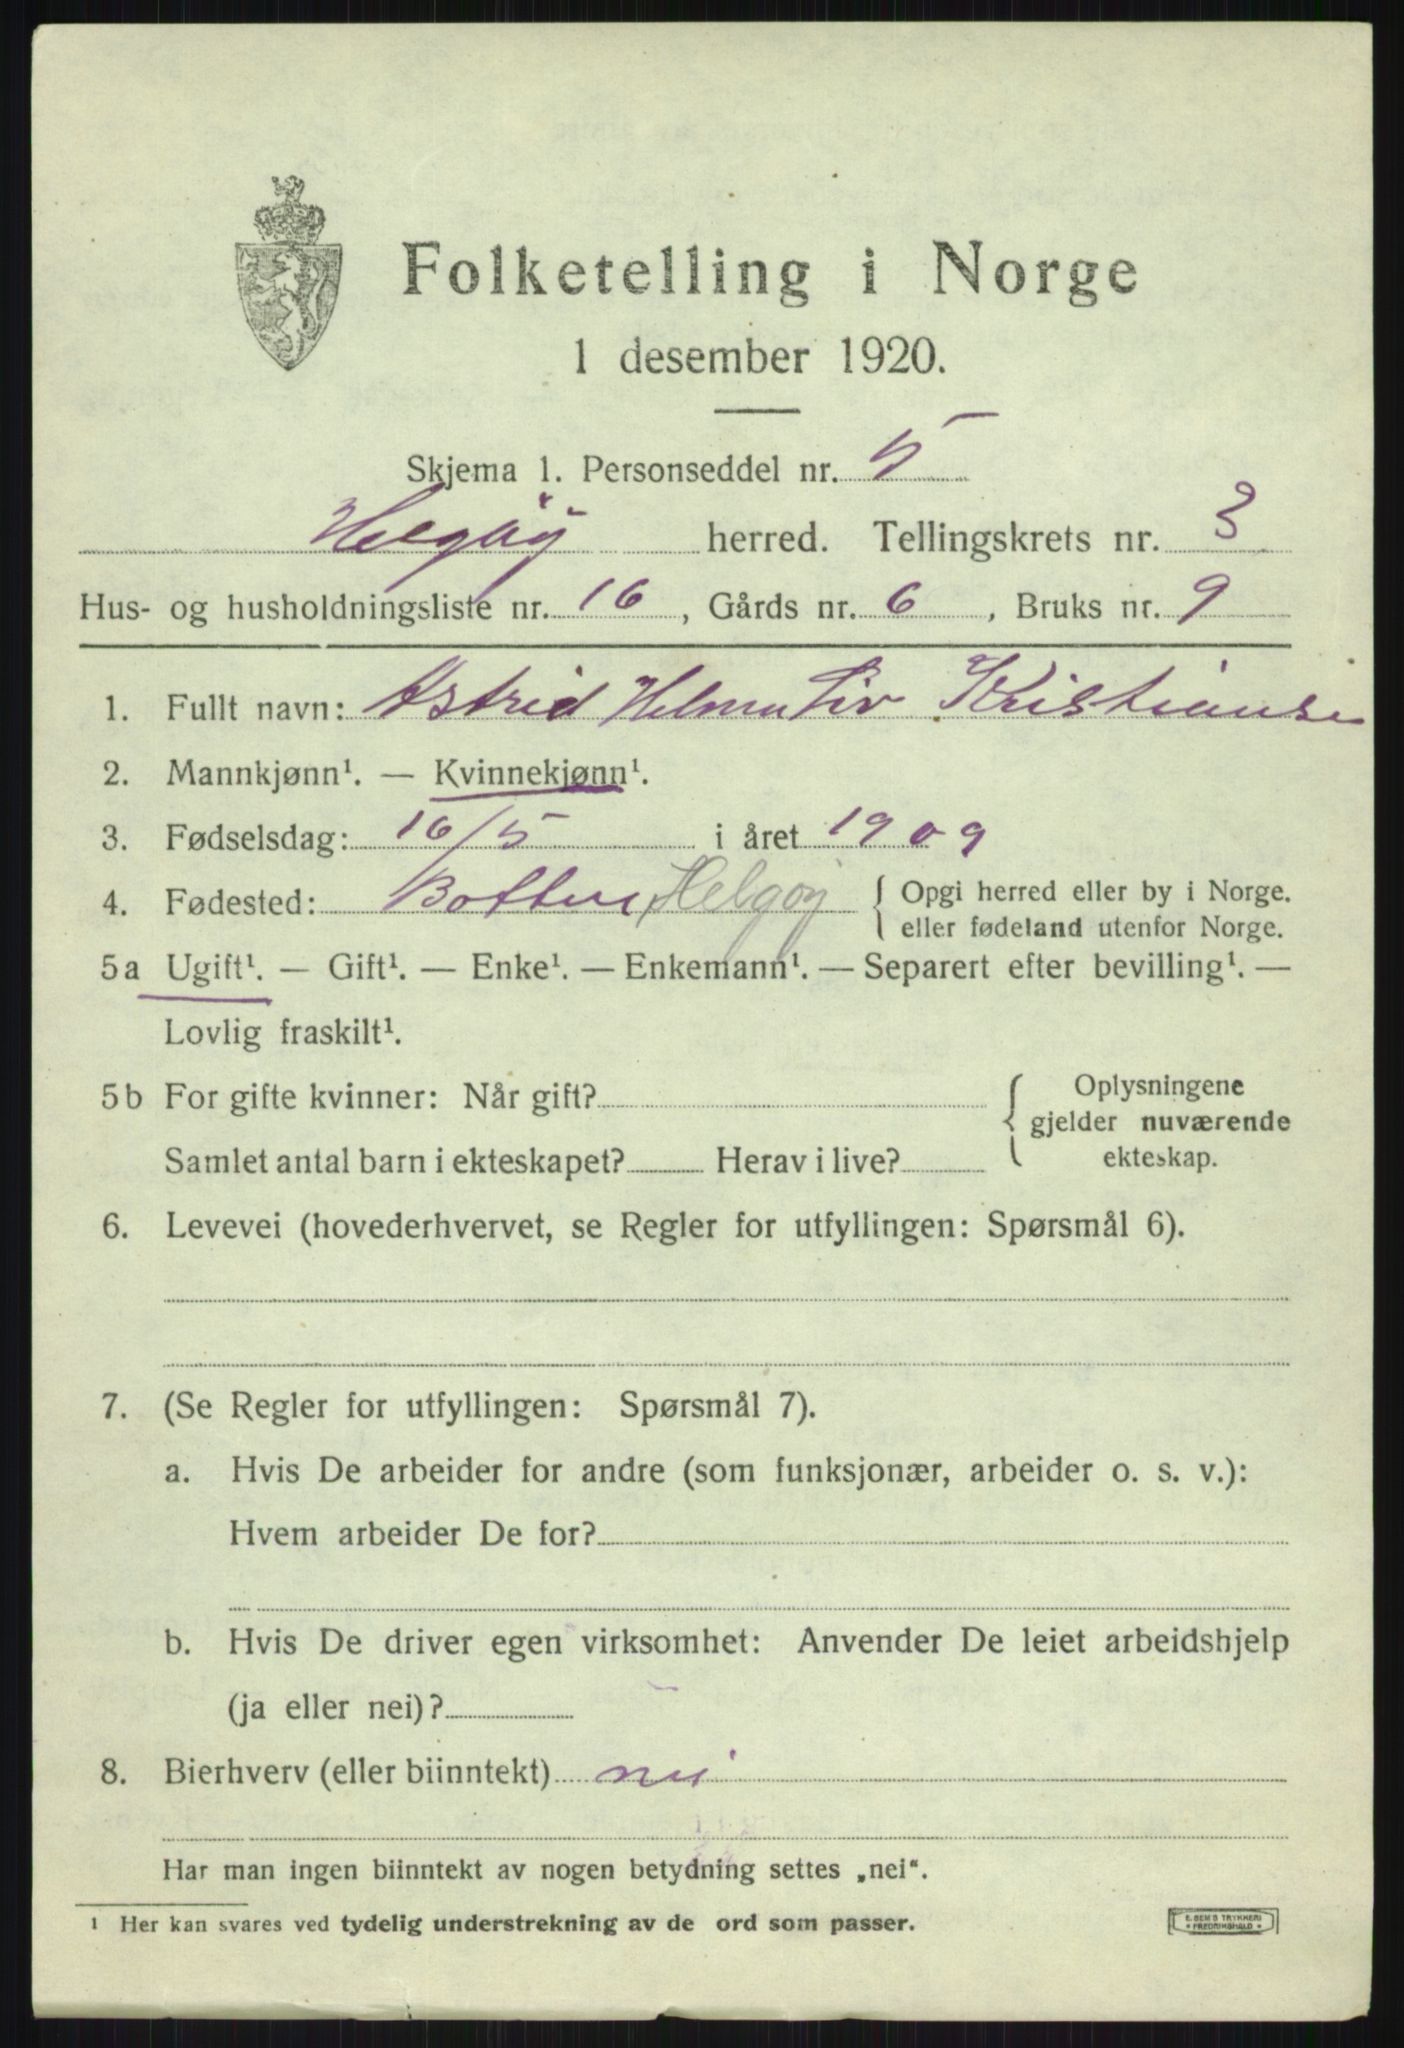 Folketelling i Norge
1 desember 1920.
Skjema 1. Personseddel nr. 5
Helgøy herred. Tellingskrets nr. 3
Hus- og husholdningsliste nr. 16, Gårds nr. 6, Bruks nr. 9
1. Fullt navn: Astrid Helma Liv Kristianse
2. Mannkjønn¹. — Kvinnekjønn¹.
3. Fødselsdag: 16/5 i året 1909
4. Fødested: Botten, Helgøy { Opgi herred eller by i Norge.
eller fødeland utenfor Norge.
5a Ugift¹. — Gift¹. — Enke¹. — Enkemann¹. — Separert efter bevilling¹. —
Lovlig fraskilt¹.
5b For gifte kvinner: Når gift?
Samlet antal barn i ekteskapet? Herav i live?
{ Oplysningene
gjelder nuværende
ekteskap.
6. Levevei (hovederhvervet, se Regler for utfyllingen: Spørsmål 6).
7. (Se Regler for utfyllingen: Spørsmål 7).
a. Hvis De arbeider for andre (som funksjonær, arbeider o. s. v.):
Hvem arbeider De for?
b. Hvis De driver egen virksomhet: Anvender De leiet arbeidshjelp
(ja eller nei)?
8. Bierhverv (eller biinntekt) nei
Har man ingen biinntekt av nogen betydning settes „nei“.
¹ Her kan svares ved tydelig understrekning av de ord som passer.
E. SEM'S TRYKKERI
* FREDRIKSHALD *